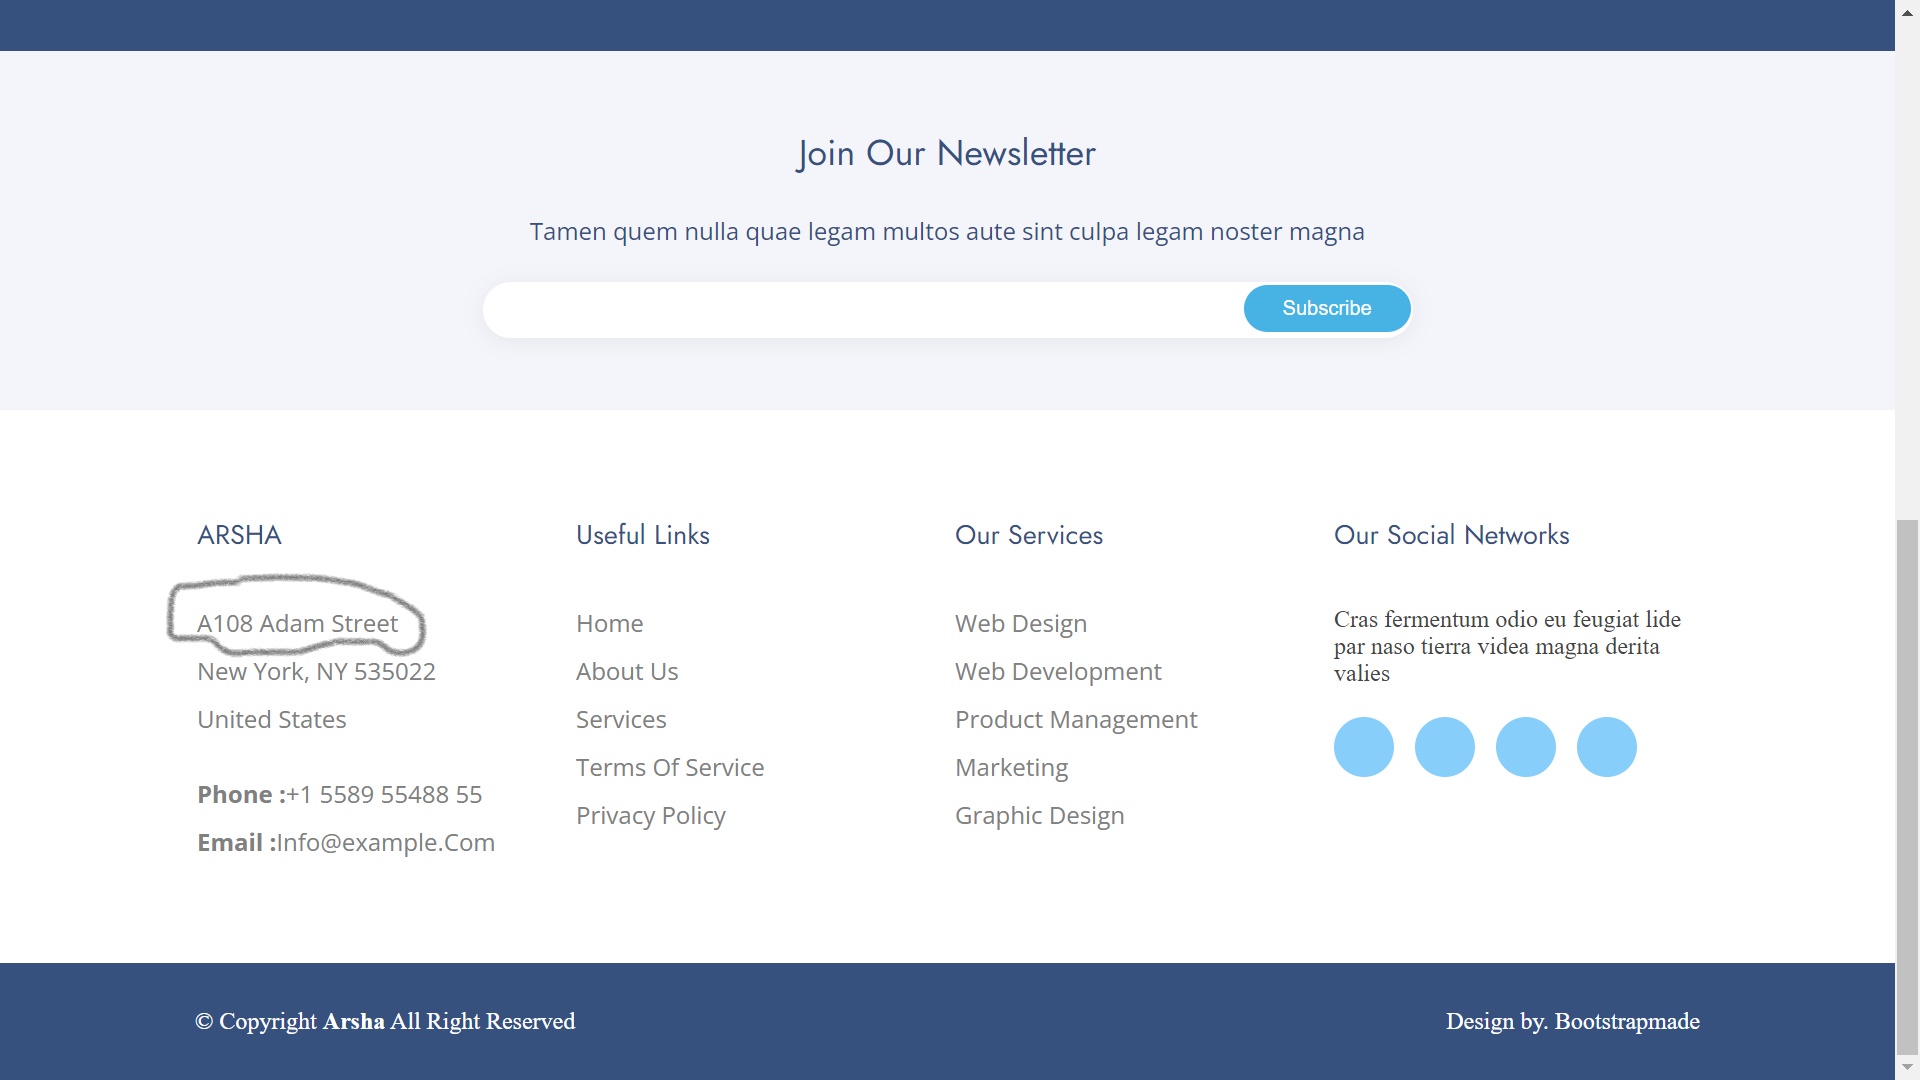 Join Our Newsletter
Tamen quem nulla quae legam multos aute sint culpa legam noster magna
Subscribe
ARSHA
A108 Adam Street
New York, NY 535022
United States
Phone :+1 5589 55488 55
Email :Info@example.Com
Useful Links
Home
About Us
Services
Terms Of Service
Privacy Policy
Our Services
Web Design
Web Development
Product Management
Marketing
Graphic Design
Our Social Networks
Cras fermentum odio eu feugiat lide
par naso tierra videa magna derita
valies
© Copyright Arsha All Right Reserved
Design by. Bootstrapmade